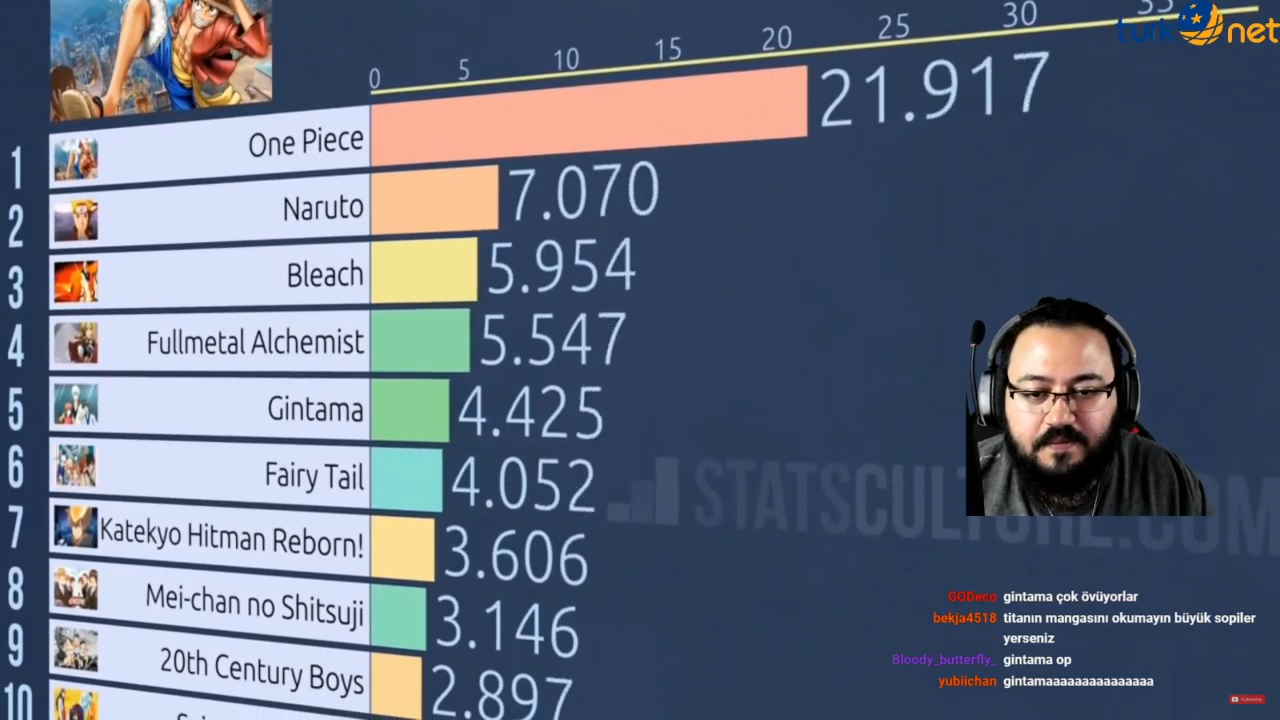 0 5 10 15 20 25 30 35
türk net
1 One Piece 21.917
2 Naruto 7.070
3 Bleach 5.954
4 Fullmetal Alchemist 5.547
5 Gintama 4.425
6 Fairy Tail 4.052
7 Katekyo Hitman Reborn! 3.606
8 Mei-chan no Shitsuji 3.146
9 20th Century Boys 2.897
10
STATSCULTURE.COM
GODeco gintama çok övüyorlar
bekja4518 titanın mangasını okumayın büyük sopiler
yerseniz
Bloody_butterfly_ gintama op
yubiichan gintamaaaaaaaaaaaaaaa